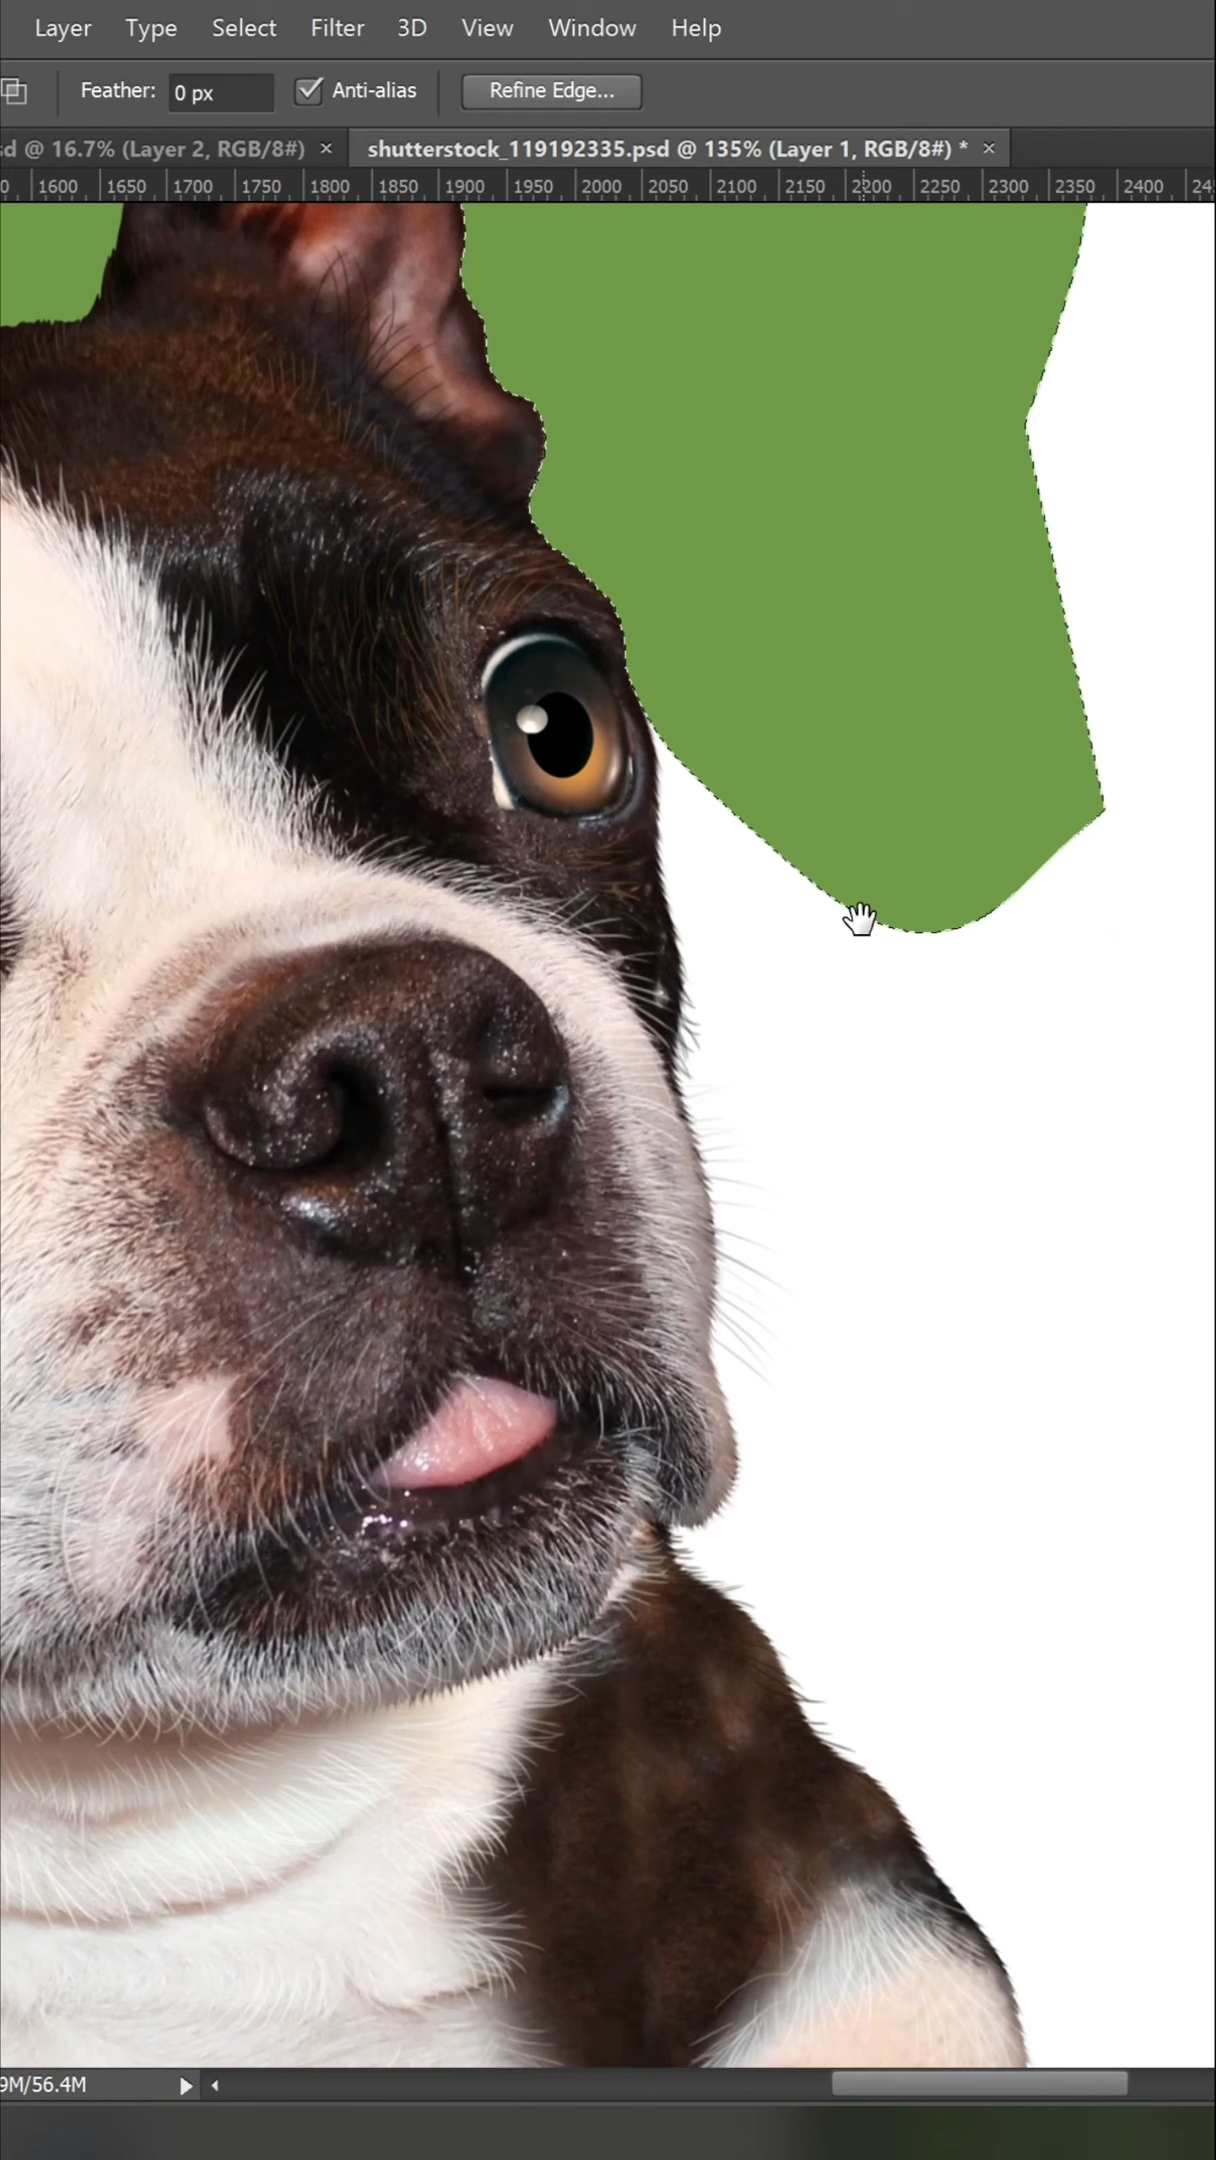 Layer Type Select Filter 3D View Window Help
Feather: 0 px Anti-alias Refine Edge...
sd @ 16.7% (Layer 2, RGB/8#) × shutterstock_119192335.psd @ 135% (Layer 1, RGB/8#) * ×
0 1600 1650 1700 1750 1800 1850 1900 1950 2000 2050 2100 2150 2200 2250 2300 2350 2400 24
9M/56.4M